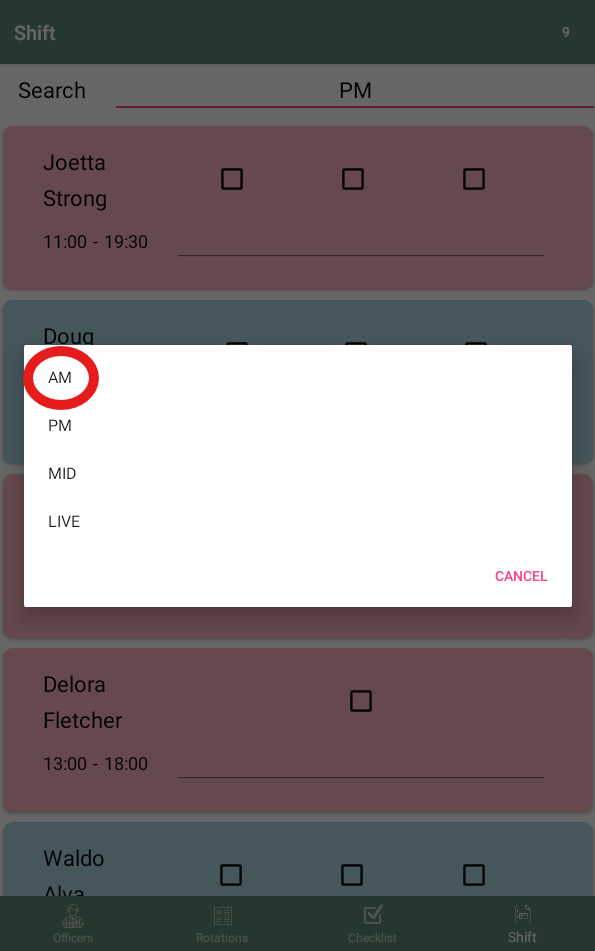 Shift 9
Search PM
Joetta
Strong
11:00 - 19:30
Doug
AM
PM
MID
LIVE
CANCEL
Delora
Fletcher
13:00 - 18:00
Waldo
Alva
Officers Rotations Checklist Shift